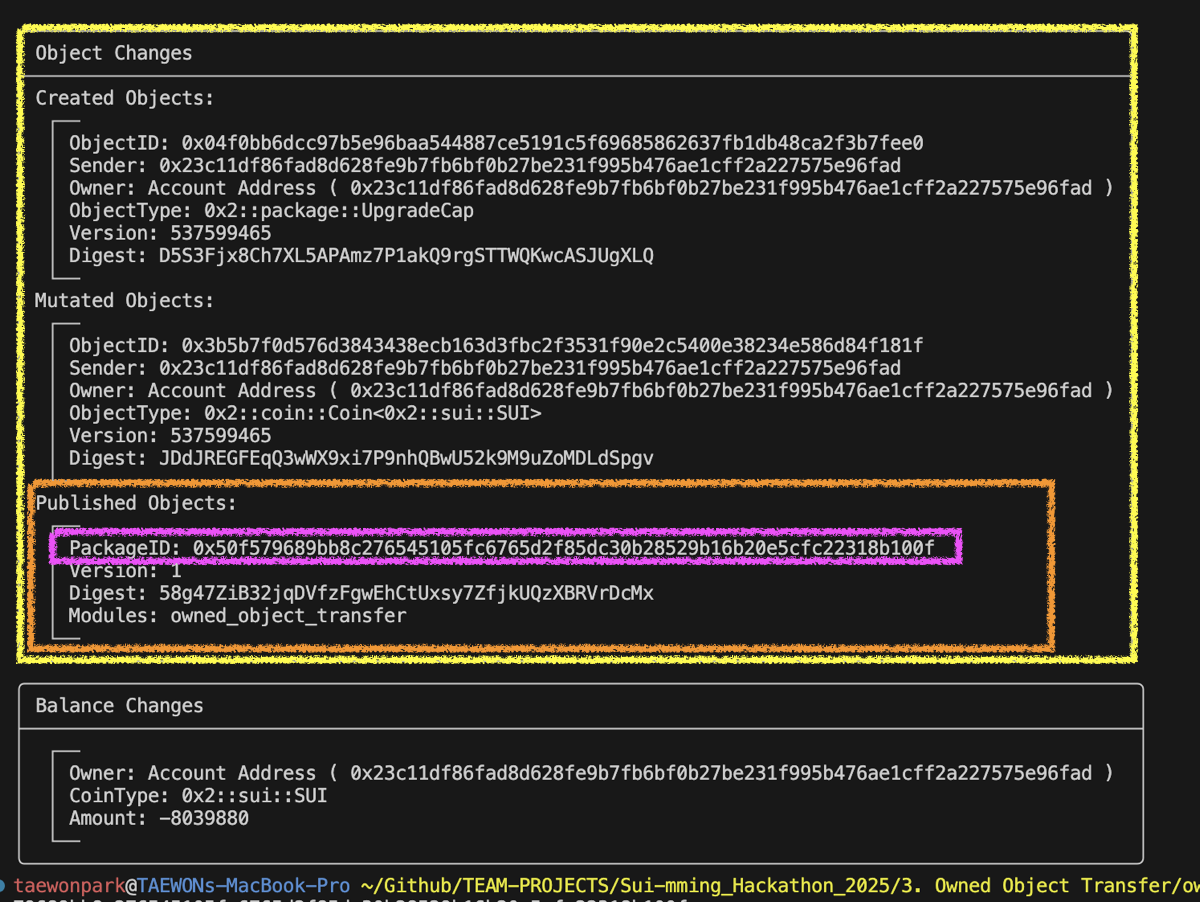 Object Changes
Created Objects:
ObjectID: 0x04f0bb6dcc97b5e96baa544887ce5191c5f69685862637fb1db48ca2f3b7fee0
Sender: 0x23c11df86fad8d628fe9b7fb6bf0b27be231f995b476ae1cff2a227575e96fad
Owner: Account Address ( 0x23c11df86fad8d628fe9b7fb6bf0b27be231f995b476ae1cff2a227575e96fad )
ObjectType: 0x2::package::UpgradeCap
Version: 537599465
Digest: D5S3Fjx8Ch7XL5APAmz7P1akQ9rgSTTWQKwcASJUgXLQ
Mutated Objects:
ObjectID: 0x3b5b7f0d576d3843438ecb163d3fbc2f3531f90e2c5400e38234e586d84f181f
Sender: 0x23c11df86fad8d628fe9b7fb6bf0b27be231f995b476ae1cff2a227575e96fad
Owner: Account Address ( 0x23c11df86fad8d628fe9b7fb6bf0b27be231f995b476ae1cff2a227575e96fad )
ObjectType: 0x2::coin::Coin<0x2::sui::SUI>
Version: 537599465
Digest: JDdJREGFEqQ3wWX9xi7P9nhQBwU52k9M9uZoMDLdSpgv
Published Objects:
PackageID: 0x50f579689bb8c276545105fc6765d2f85dc30b28529b16b20e5cfc22318b100f
Version: 1
Digest: 58g47ZiB32jqDVfzFgwEhCtUxsy7ZfjkUQzXBRVrDcMx
Modules: owned_object_transfer
Balance Changes
Owner: Account Address ( 0x23c11df86fad8d628fe9b7fb6bf0b27be231f995b476ae1cff2a227575e96fad )
CoinType: 0x2::sui::SUI
Amount: -8039880
taewonpark@TAEWONs-MacBook-Pro ~/Github/TEAM-PROJECTS/Sui-mming_Hackathon_2025/3. Owned Object Transfer/ow